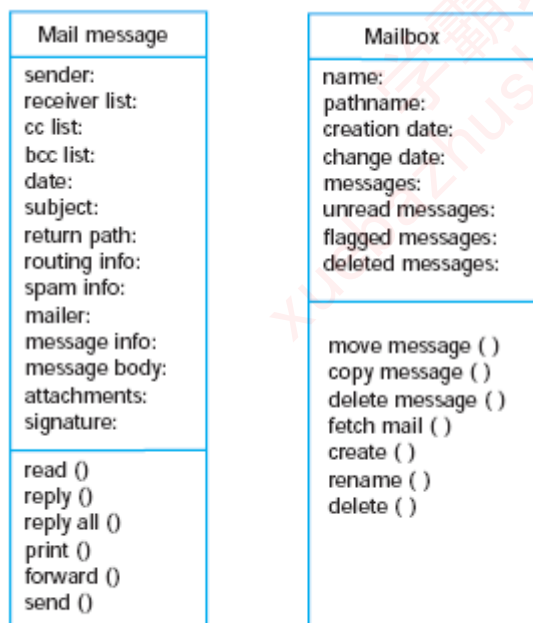 Mail message
sender:
receiver list:
cc list:
bcc list:
date:
subject:
return path:
routing info:
spam info:
mailer:
message info:
message body:
attachments:
signature:
read ()
reply ()
reply all ()
print ()
forward ()
send ()
Mailbox
name:
pathname:
creation date:
change date:
messages:
unread messages:
flagged messages:
deleted messages:
move message ( )
copy message ( )
delete message ( )
fetch mail ( )
create ( )
rename ( )
delete ( )